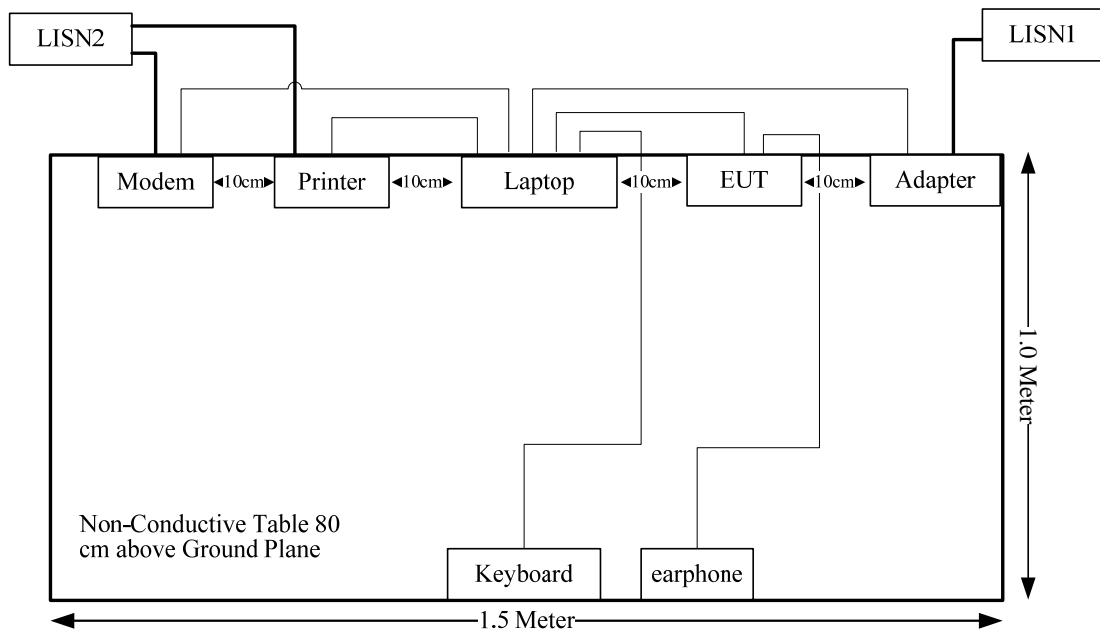 LISN2
LISN1
Modem
10cm
Printer
10cm
Laptop
10cm
EUT
10cm
Adapter
1.0 Meter
Non-Conductive Table 80
cm above Ground Plane
Keyboard
earphone
1.5 Meter